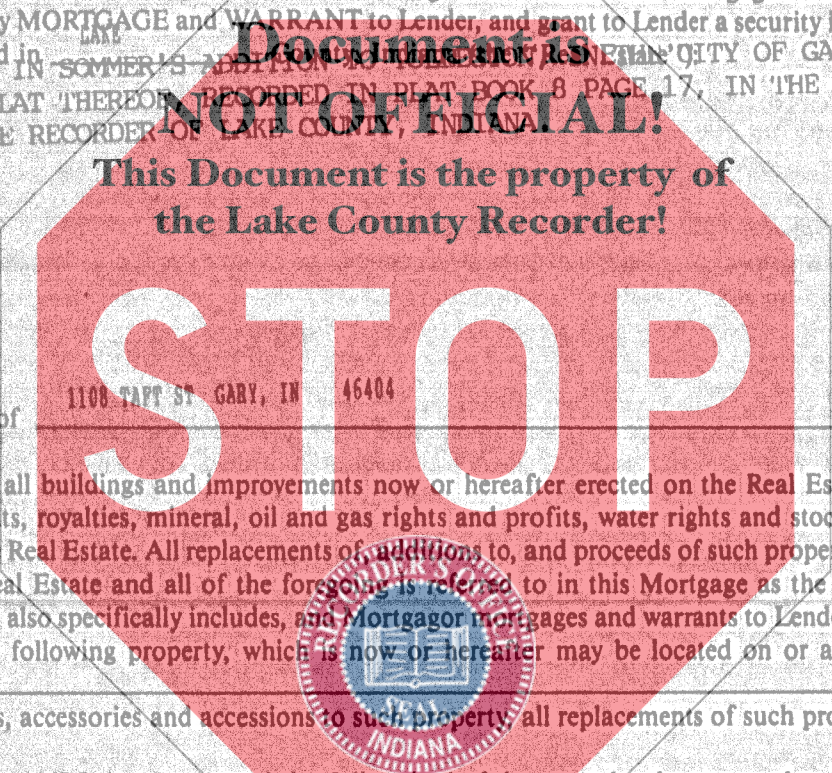 y MORTGAGE and WARRANT to Lender, and grant to Lender a security
LAKE
Document is
d in
IN SOMMER'S ADDITION CITY OF GA
LAT THEREOF RECORDED IN PLAT BOOK 8 PAGE 17, IN THE
NOT OFFICIAL!
E RECORDER OF LAKE COUNTY, INDIANA.
This Document is the property of
the Lake County Recorder!
STOP
1108 TAFT ST GARY, IN 46404
of
all buildings and improvements now or hereafter erected on the Real Es
ts, royalties, mineral, oil and gas rights and profits, water rights and stoc
Real Estate. All replacements of, additions to, and proceeds of such prope
eal Estate and all of the foregoing is referred to in this Mortgage as the
also specifically includes, and Mortgagor mortgages and warrants to Lend
following property, which is now or hereafter may be located on or a
RECORDER'S OFFICE
SEAL
INDIANA
s, accessories and accessions to such property, all replacements of such pro